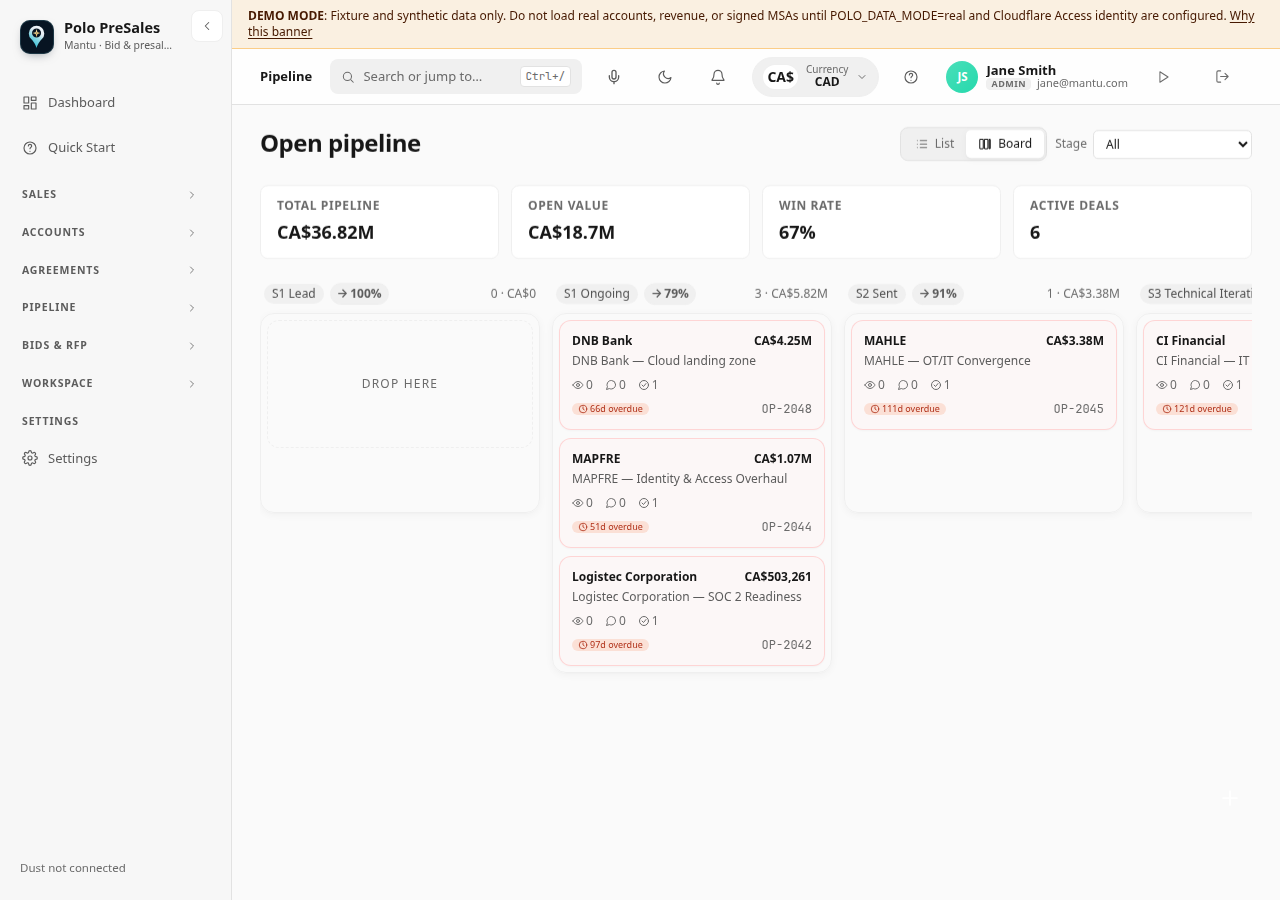 Polo PreSales
Mantu · Bid & presal...
Dashboard
Quick Start
SALES
ACCOUNTS
AGREEMENTS
PIPELINE
BIDS & RFP
WORKSPACE
SETTINGS
Settings
Dust not connected
DEMO MODE: Fixture and synthetic data only. Do not load real accounts, revenue, or signed MSAs until POLO_DATA_MODE=real and Cloudflare Access identity are configured. Why
this banner
Pipeline
Search or jump to...
Ctrl+/
CA$
Currency
CAD
JS
Jane Smith
ADMIN jane@mantu.com
Open pipeline
List
Board
Stage
All
TOTAL PIPELINE
CA$36.82M
OPEN VALUE
CA$18.7M
WIN RATE
67%
ACTIVE DEALS
6
S1 Lead → 100% 0 · CA$0
DROP HERE
S1 Ongoing → 79% 3 · CA$5.82M
DNB Bank CA$4.25M
DNB Bank — Cloud landing zone
0 0 1
66d overdue OP-2048
MAPFRE CA$1.07M
MAPFRE — Identity & Access Overhaul
0 0 1
51d overdue OP-2044
Logistec Corporation CA$503,261
Logistec Corporation — SOC 2 Readiness
0 0 1
97d overdue OP-2042
S2 Sent → 91% 1 · CA$3.38M
MAHLE CA$3.38M
MAHLE — OT/IT Convergence
0 0 1
111d overdue OP-2045
S3 Technical Iterati
CI Financial
CI Financial — IT
0 0 1
121d overdue